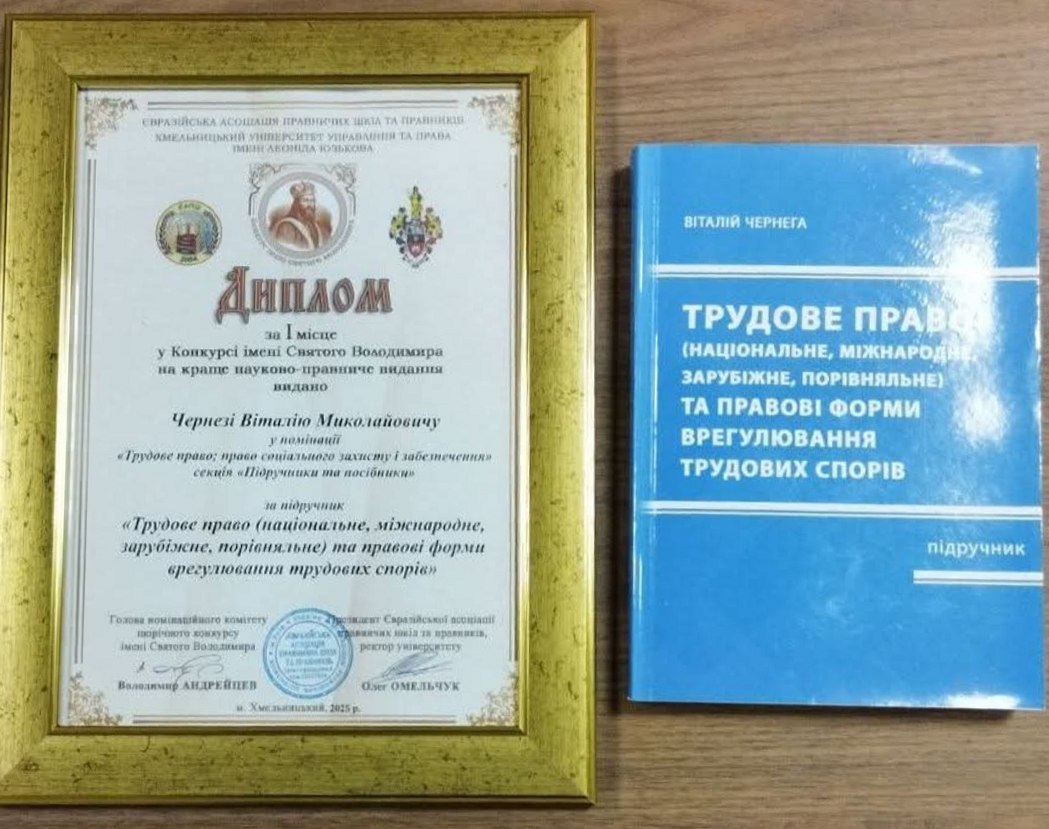 ЄВРАЗІЙСЬКА АСОЦІАЦІЯ ПРАВНИЧИХ ШКІЛ ТА ПРАВНИКІВ
ХМЕЛЬНИЦЬКИЙ УНІВЕРСИТЕТ УПРАВЛІННЯ ТА ПРАВА
ІМЕНІ ЛЕОНІДА ЮЗЬКОВА
Диплом
за І місце
у Конкурсі імені Святого Володимира
на краще науково-правниче видання
видано
Чернезі Віталію Миколайовичу
у номінації
«Трудове право; право соціального захисту і забезпечення»
секція «Підручники та посібники»
за підручник
«Трудове право (національне, міжнародне,
зарубіжне, порівняльне) та правові форми
врегулювання трудових спорів»
Голова номінаційного комітету
щорічного конкурсу
імені Святого Володимира
Володимир АНДРЕЙЦЕВ
Президент Євразійської асоціації
правничих шкіл та правників,
ректор університету
Олег ОМЕЛЬЧУК
м. Хмельницький, 2025 р.
ВІТАЛІЙ ЧЕРНЕГА
ТРУДОВЕ ПРАВО
(НАЦІОНАЛЬНЕ, МІЖНАРОДНЕ,
ЗАРУБІЖНЕ, ПОРІВНЯЛЬНЕ)
ТА ПРАВОВІ ФОРМИ
ВРЕГУЛЮВАННЯ
ТРУДОВИХ СПОРІВ
підручник